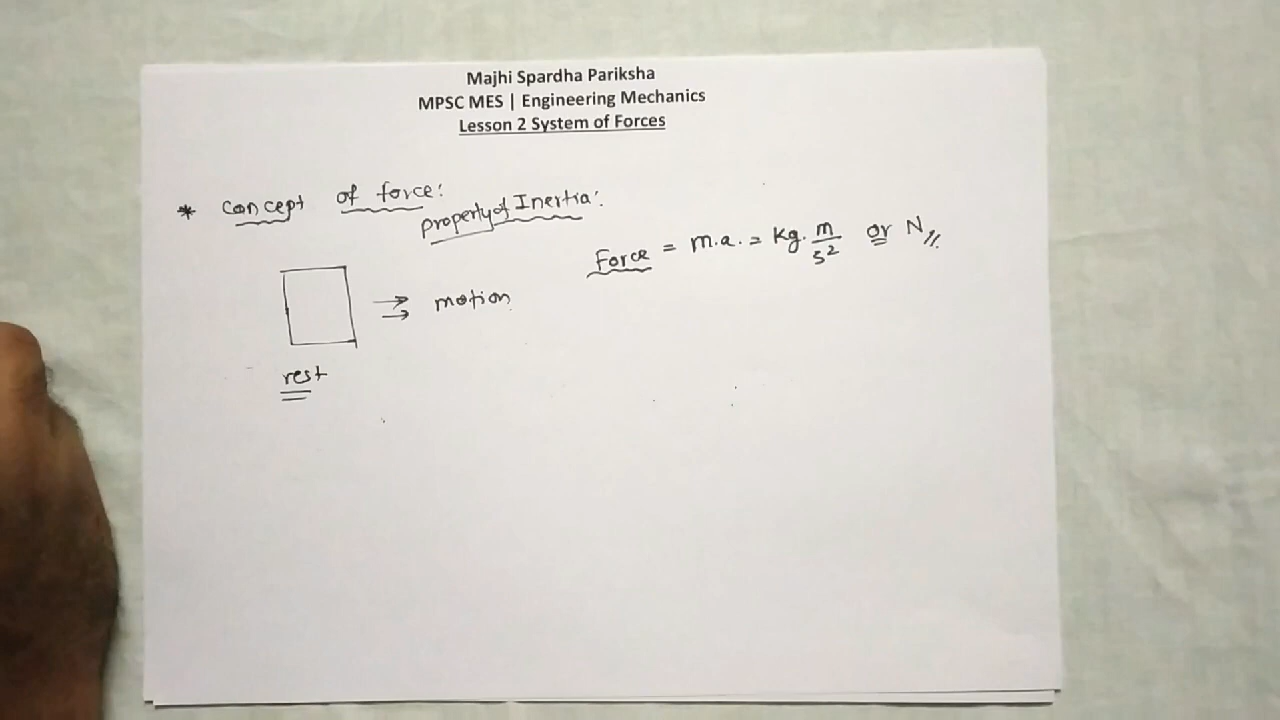 Majhi Spardha Pariksha
MPSC MES | Engineering Mechanics
Lesson 2 System of Forces
* Concept of force:
Property of Inertia:
Force = m.a. = kg. m/s² or N
→ motion
rest